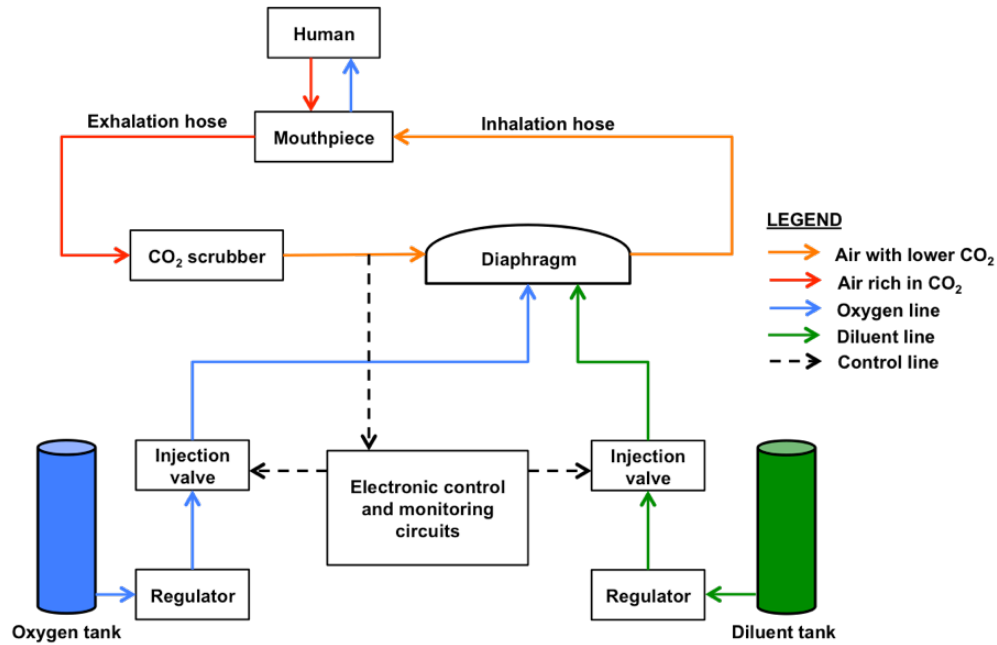 Human
Exhalation hose
Mouthpiece
Inhalation hose
CO₂ scrubber
Diaphragm
LEGEND
Air with lower CO₂
Air rich in CO₂
Oxygen line
Diluent line
Control line
Injection
valve
Electronic control
and monitoring
circuits
Injection
valve
Regulator
Regulator
Oxygen tank
Diluent tank